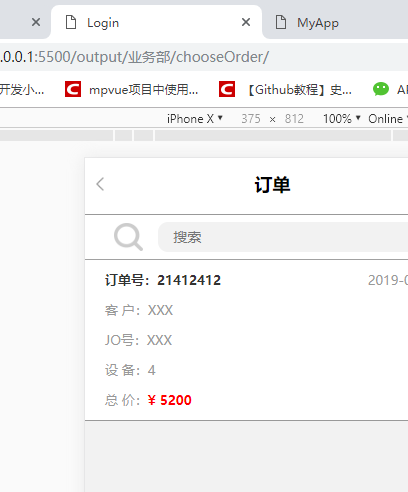 Login MyApp
.0.0.1:5500/output/业务部/chooseOrder/
开发小... mpvue项目中使用... 【Github教程】史... AP
iPhone X ▼ 375 × 812 100% ▼ Online
订单
搜索
订单号：21412412 2019-0
客 户：XXX
JO号：XXX
设 备：4
总 价：¥ 5200